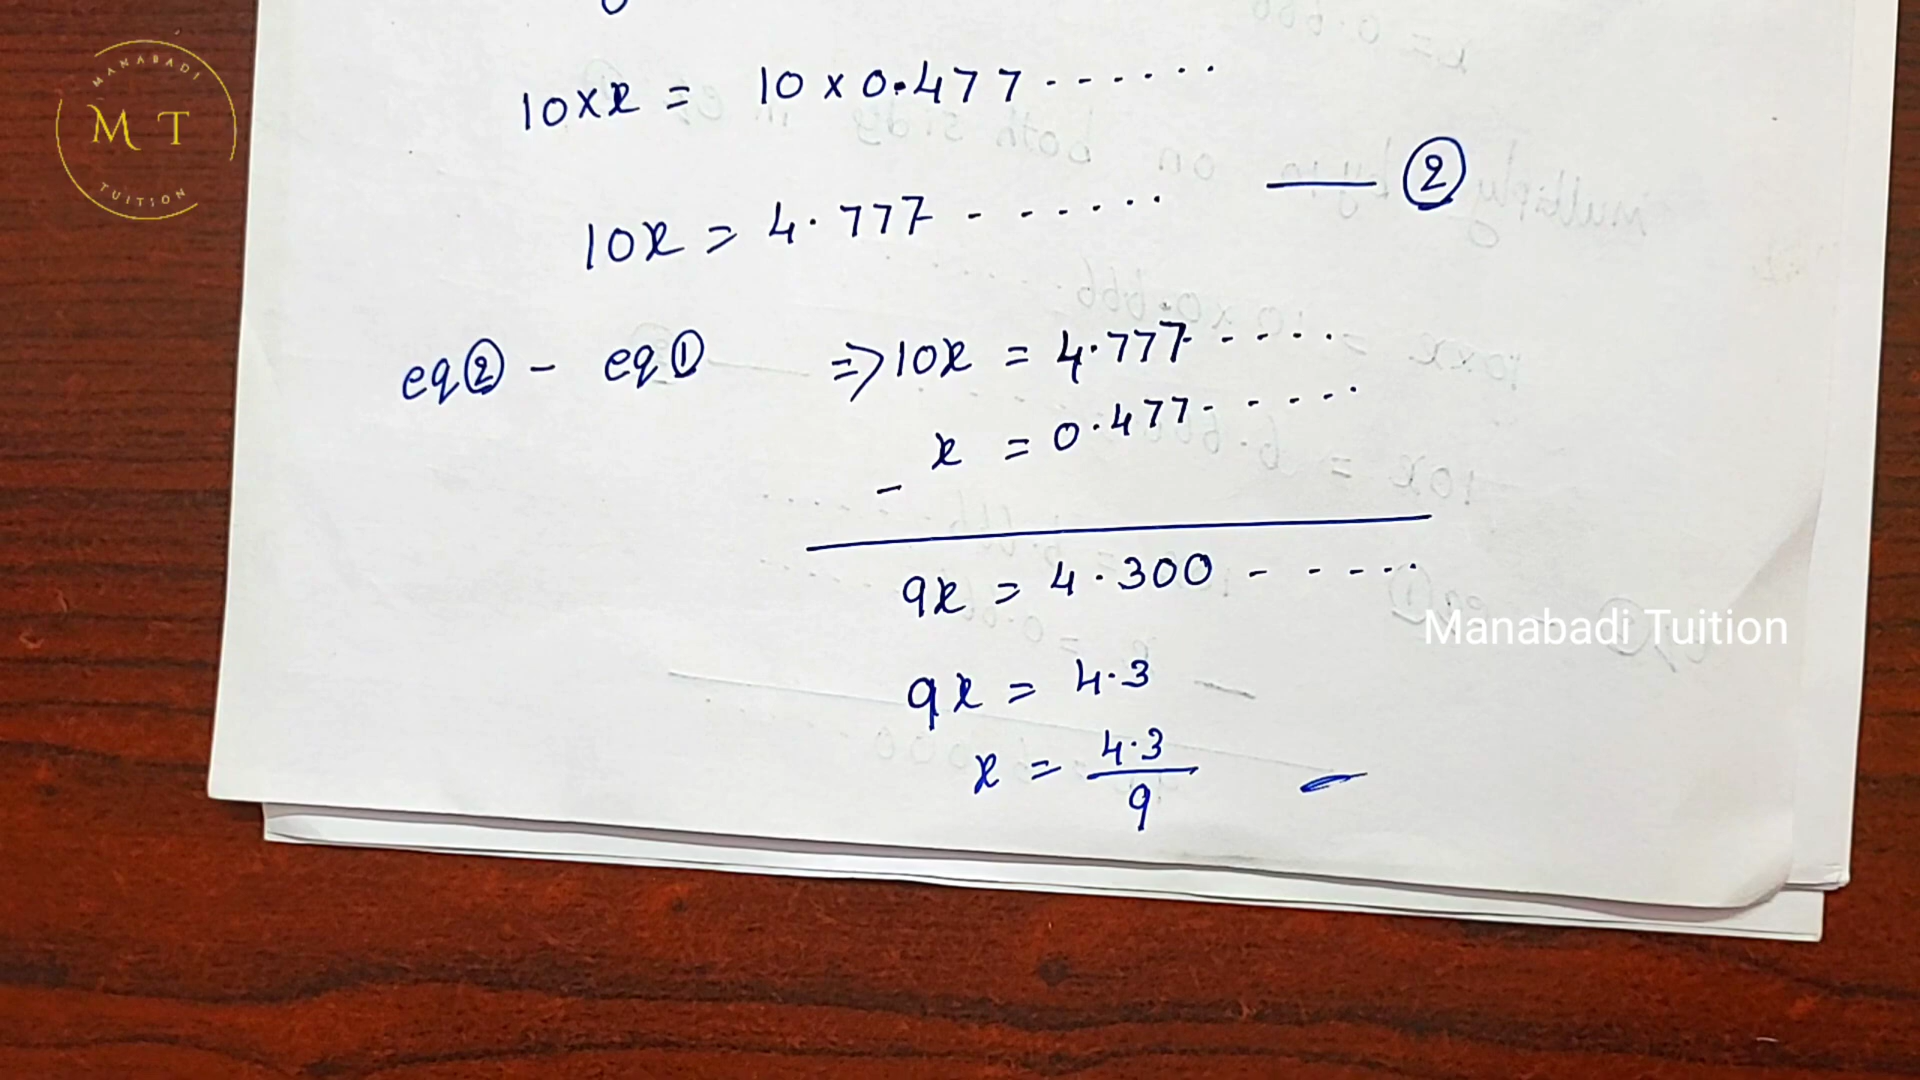 MANABADI
M T
TUITION
10×x = 10 × 0.477 - - - - - -
10x = 4.777 - - - - - - — ②
eq② - eq① ⇒ 10x = 4.777 - - - - -
x = 0.477 - - - - -
-
9x = 4.300 - - - - -
Manabadi Tuition
9x = 4.3
x = 4.3
9